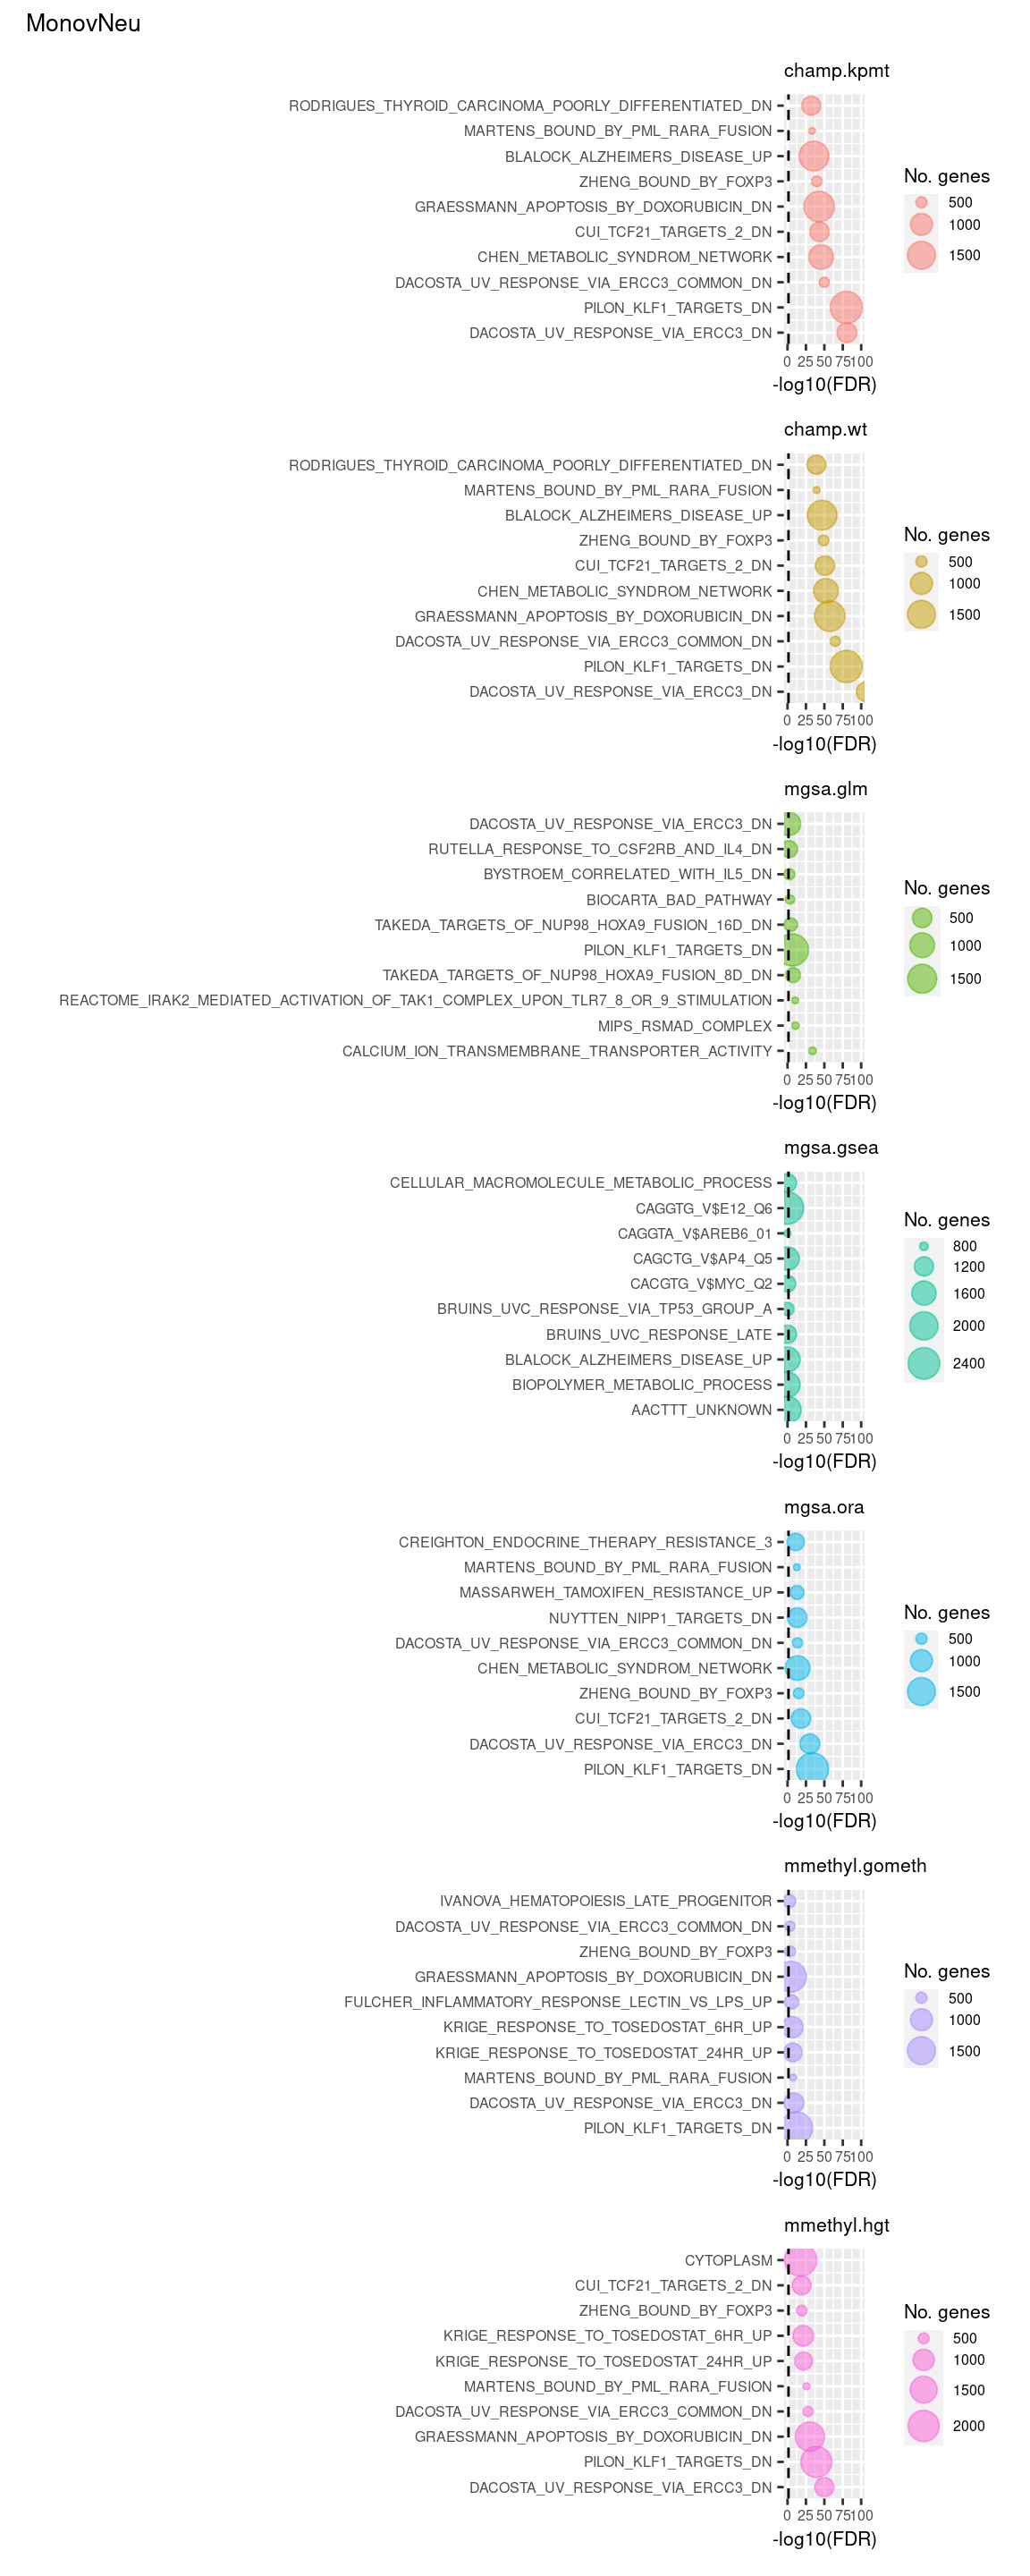 MonovNeu
champ.kpmt
RODRIGUES_THYROID_CARCINOMA_POORLY_DIFFERENTIATED_DN
MARTENS_BOUND_BY_PML_RARA_FUSION
BLALOCK_ALZHEIMERS_DISEASE_UP
ZHENG_BOUND_BY_FOXP3
GRAESSMANN_APOPTOSIS_BY_DOXORUBICIN_DN
CUI_TCF21_TARGETS_2_DN
CHEN_METABOLIC_SYNDROM_NETWORK
DACOSTA_UV_RESPONSE_VIA_ERCC3_COMMON_DN
PILON_KLF1_TARGETS_DN
DACOSTA_UV_RESPONSE_VIA_ERCC3_DN
0 25 50 75 100
-log10(FDR)
No. genes
500
1000
1500
champ.wt
RODRIGUES_THYROID_CARCINOMA_POORLY_DIFFERENTIATED_DN
MARTENS_BOUND_BY_PML_RARA_FUSION
BLALOCK_ALZHEIMERS_DISEASE_UP
ZHENG_BOUND_BY_FOXP3
CUI_TCF21_TARGETS_2_DN
CHEN_METABOLIC_SYNDROM_NETWORK
GRAESSMANN_APOPTOSIS_BY_DOXORUBICIN_DN
DACOSTA_UV_RESPONSE_VIA_ERCC3_COMMON_DN
PILON_KLF1_TARGETS_DN
DACOSTA_UV_RESPONSE_VIA_ERCC3_DN
0 25 50 75 100
-log10(FDR)
No. genes
500
1000
1500
mgsa.glm
DACOSTA_UV_RESPONSE_VIA_ERCC3_DN
RUTELLA_RESPONSE_TO_CSF2RB_AND_IL4_DN
BYSTROEM_CORRELATED_WITH_IL5_DN
BIOCARTA_BAD_PATHWAY
TAKEDA_TARGETS_OF_NUP98_HOXA9_FUSION_16D_DN
PILON_KLF1_TARGETS_DN
TAKEDA_TARGETS_OF_NUP98_HOXA9_FUSION_8D_DN
REACTOME_IRAK2_MEDIATED_ACTIVATION_OF_TAK1_COMPLEX_UPON_TLR7_8_OR_9_STIMULATION
MIPS_RSMAD_COMPLEX
CALCIUM_ION_TRANSMEMBRANE_TRANSPORTER_ACTIVITY
0 25 50 75 100
-log10(FDR)
No. genes
500
1000
1500
mgsa.gsea
CELLULAR_MACROMOLECULE_METABOLIC_PROCESS
CAGGTG_V$E12_Q6
CAGGTA_V$AREB6_01
CAGCTG_V$AP4_Q5
CACGTG_V$MYC_Q2
BRUINS_UVC_RESPONSE_VIA_TP53_GROUP_A
BRUINS_UVC_RESPONSE_LATE
BLALOCK_ALZHEIMERS_DISEASE_UP
BIOPOLYMER_METABOLIC_PROCESS
AACTTT_UNKNOWN
0 25 50 75 100
-log10(FDR)
No. genes
800
1200
1600
2000
2400
mgsa.ora
CREIGHTON_ENDOCRINE_THERAPY_RESISTANCE_3
MARTENS_BOUND_BY_PML_RARA_FUSION
MASSARWEH_TAMOXIFEN_RESISTANCE_UP
NUYTTEN_NIPP1_TARGETS_DN
DACOSTA_UV_RESPONSE_VIA_ERCC3_COMMON_DN
CHEN_METABOLIC_SYNDROM_NETWORK
ZHENG_BOUND_BY_FOXP3
CUI_TCF21_TARGETS_2_DN
DACOSTA_UV_RESPONSE_VIA_ERCC3_DN
PILON_KLF1_TARGETS_DN
0 25 50 75 100
-log10(FDR)
No. genes
500
1000
1500
mmethyl.gometh
IVANOVA_HEMATOPOIESIS_LATE_PROGENITOR
DACOSTA_UV_RESPONSE_VIA_ERCC3_COMMON_DN
ZHENG_BOUND_BY_FOXP3
GRAESSMANN_APOPTOSIS_BY_DOXORUBICIN_DN
FULCHER_INFLAMMATORY_RESPONSE_LECTIN_VS_LPS_UP
KRIGE_RESPONSE_TO_TOSEDOSTAT_6HR_UP
KRIGE_RESPONSE_TO_TOSEDOSTAT_24HR_UP
MARTENS_BOUND_BY_PML_RARA_FUSION
DACOSTA_UV_RESPONSE_VIA_ERCC3_DN
PILON_KLF1_TARGETS_DN
0 25 50 75 100
-log10(FDR)
No. genes
500
1000
1500
mmethyl.hgt
CYTOPLASM
CUI_TCF21_TARGETS_2_DN
ZHENG_BOUND_BY_FOXP3
KRIGE_RESPONSE_TO_TOSEDOSTAT_6HR_UP
KRIGE_RESPONSE_TO_TOSEDOSTAT_24HR_UP
MARTENS_BOUND_BY_PML_RARA_FUSION
DACOSTA_UV_RESPONSE_VIA_ERCC3_COMMON_DN
GRAESSMANN_APOPTOSIS_BY_DOXORUBICIN_DN
PILON_KLF1_TARGETS_DN
DACOSTA_UV_RESPONSE_VIA_ERCC3_DN
0 25 50 75 100
-log10(FDR)
No. genes
500
1000
1500
2000